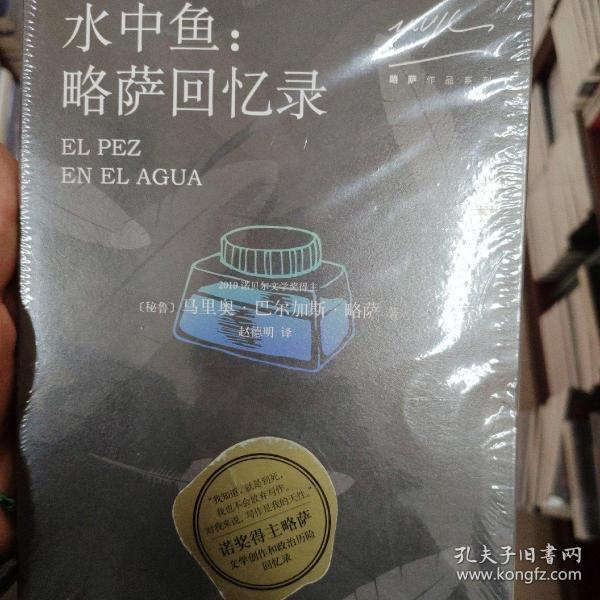 水中鱼：
略萨回忆录
EL PEZ
EN EL AGUA
略萨作品系列
2010诺贝尔文学奖得主
〔秘鲁〕马里奥·巴尔加斯·略萨 著
赵德明 译
“我知道，就是到死，
我也不会放弃写作。
对我来说，写作是我的天性。”
诺奖得主略萨
文学创作和政治历险
回忆录
孔夫子旧书网
www.kongfz.com